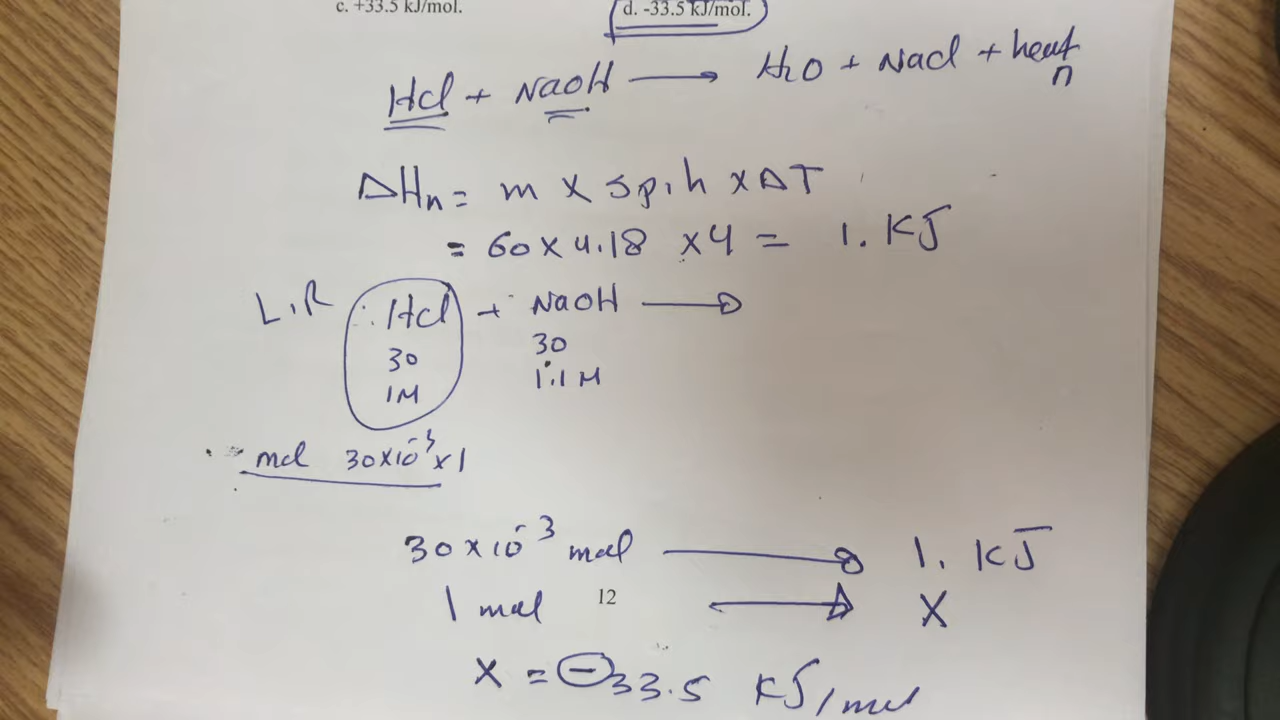 c. +33.5 kJ/mol. d. -33.5 kJ/mol.
Hcl + NaOH → H2O + Nacl + heat
n
ΔHn = m x sp.h x ΔT
= 60 x 4.18 x 4 = 1. KJ
L.R Hcl + NaOH →
30 30
1M 1.1M
mol 30x10⁻³x1
30x10⁻³ mol → 1. KJ
1 mol → X
12
X = -33.5 KJ/mol